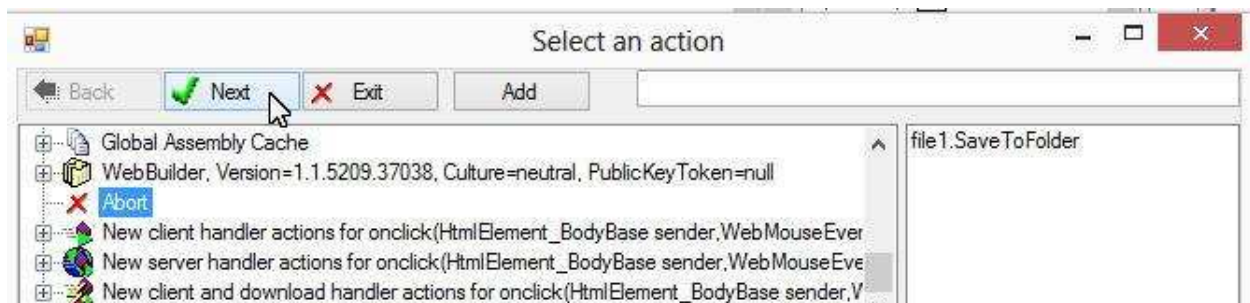 Select an action
Back Next Exit Add
Global Assembly Cache
file1.SaveToFolder
WebBuilder, Version=1.1.5209.37038, Culture=neutral, PublicKeyToken=null
Abort
New client handler actions for onclick(HtmlElement_BodyBase sender,WebMouseEver
New server handler actions for onclick(HtmlElement_BodyBase sender,WebMouseEve
New client and download handler actions for onclick(HtmlElement_BodyBase sender,V